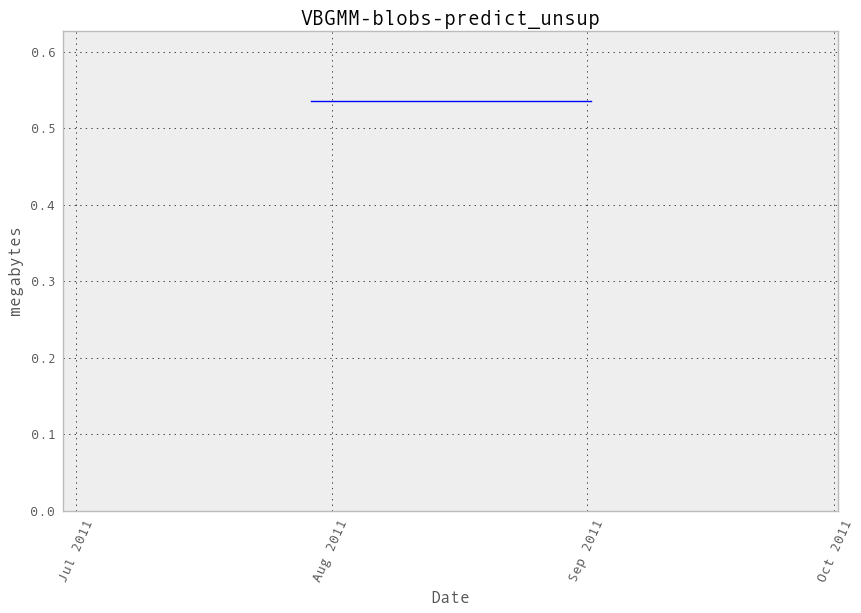 VBGMM-blobs-predict_unsup
0.6
0.5
0.4
0.3
0.2
0.1
0.0
megabytes
Jul 2011
Aug 2011
Sep 2011
Oct 2011
Date